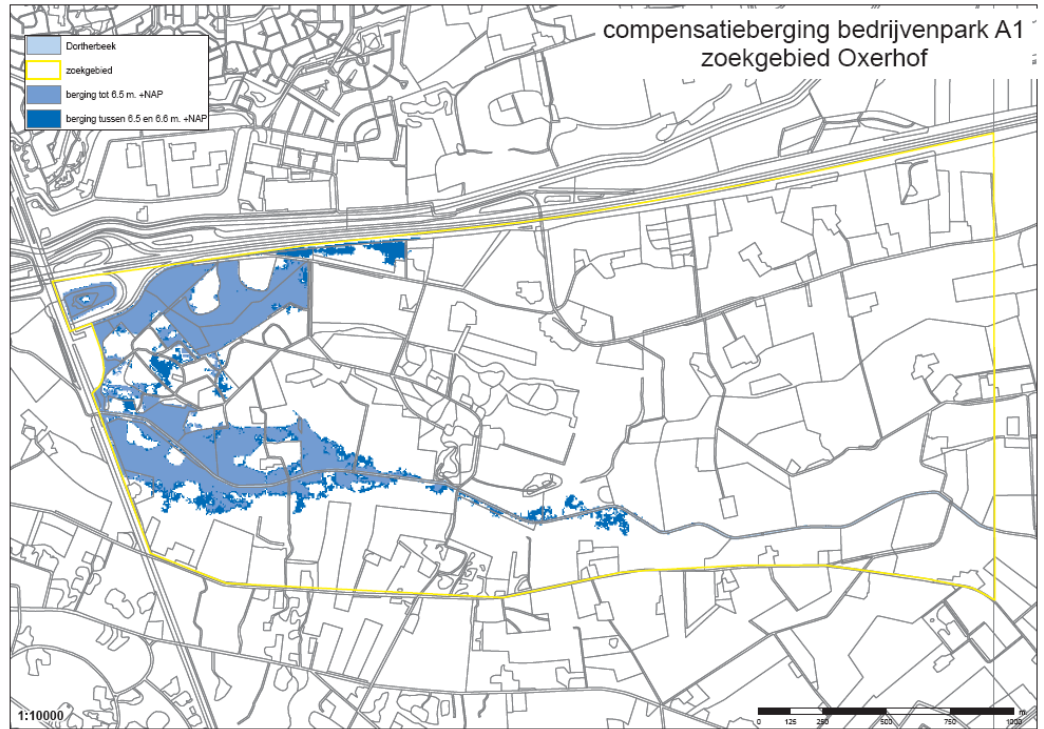 compensatieberging bedrijvenpark A1
zoekgebied Oxerhof
Dortherbeek
zoekgebied
berging tot 6.5 m. +NAP
berging tussen 6.5 en 6.6 m. +NAP
1:10000
0 125 250 500 750 1000 m.